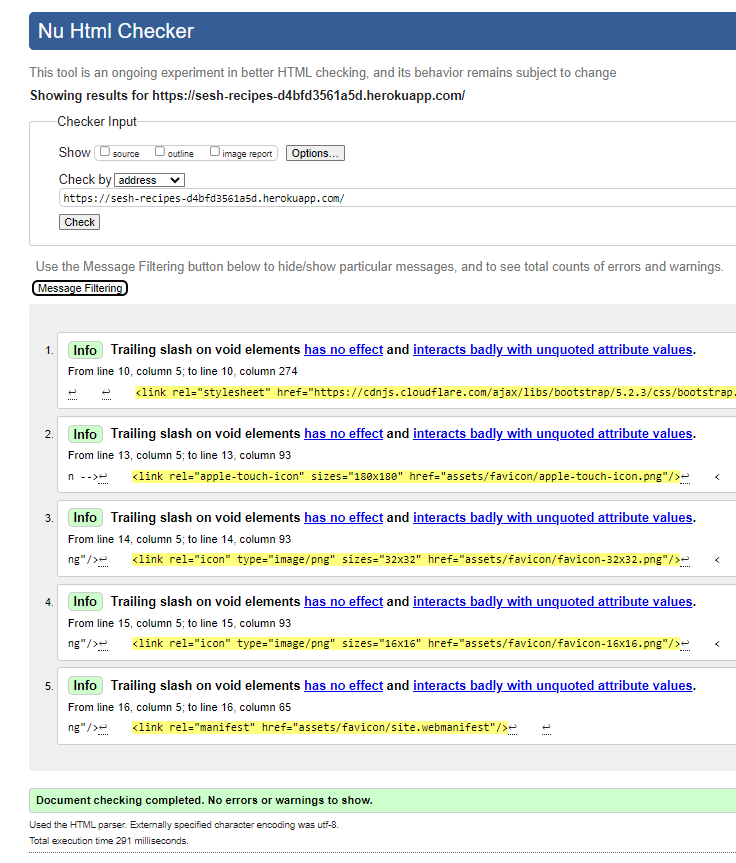 Nu Html Checker
This tool is an ongoing experiment in better HTML checking, and its behavior remains subject to change
Showing results for https://sesh-recipes-d4bfd3561a5d.herokuapp.com/
Checker Input
Show source outline image report Options...
Check by address
https://sesh-recipes-d4bfd3561a5d.herokuapp.com/
Check
Use the Message Filtering button below to hide/show particular messages, and to see total counts of errors and warnings.
Message Filtering
1. Info Trailing slash on void elements has no effect and interacts badly with unquoted attribute values.
From line 10, column 5; to line 10, column 274
↩ ↩ <link rel="stylesheet" href="https://cdnjs.cloudflare.com/ajax/libs/bootstrap/5.2.3/css/bootstrap.
2. Info Trailing slash on void elements has no effect and interacts badly with unquoted attribute values.
From line 13, column 5; to line 13, column 93
n -->↩ <link rel="apple-touch-icon" sizes="180x180" href="assets/favicon/apple-touch-icon.png"/>↩ <
3. Info Trailing slash on void elements has no effect and interacts badly with unquoted attribute values.
From line 14, column 5; to line 14, column 93
ng"/>↩ <link rel="icon" type="image/png" sizes="32x32" href="assets/favicon/favicon-32x32.png"/>↩ <
4. Info Trailing slash on void elements has no effect and interacts badly with unquoted attribute values.
From line 15, column 5; to line 15, column 93
ng"/>↩ <link rel="icon" type="image/png" sizes="16x16" href="assets/favicon/favicon-16x16.png"/>↩ <
5. Info Trailing slash on void elements has no effect and interacts badly with unquoted attribute values.
From line 16, column 5; to line 16, column 65
ng"/>↩ <link rel="manifest" href="assets/favicon/site.webmanifest"/>↩ ↩
Document checking completed. No errors or warnings to show.
Used the HTML parser. Externally specified character encoding was utf-8.
Total execution time 291 milliseconds.